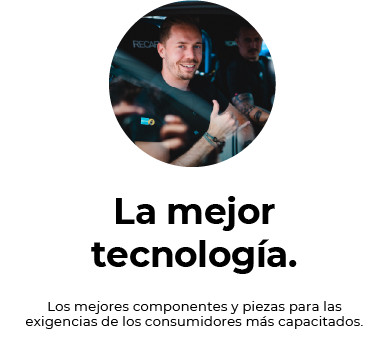 RECAR
La mejor
tecnología.
Los mejores componentes y piezas para las
exigencias de los consumidores más capacitados.